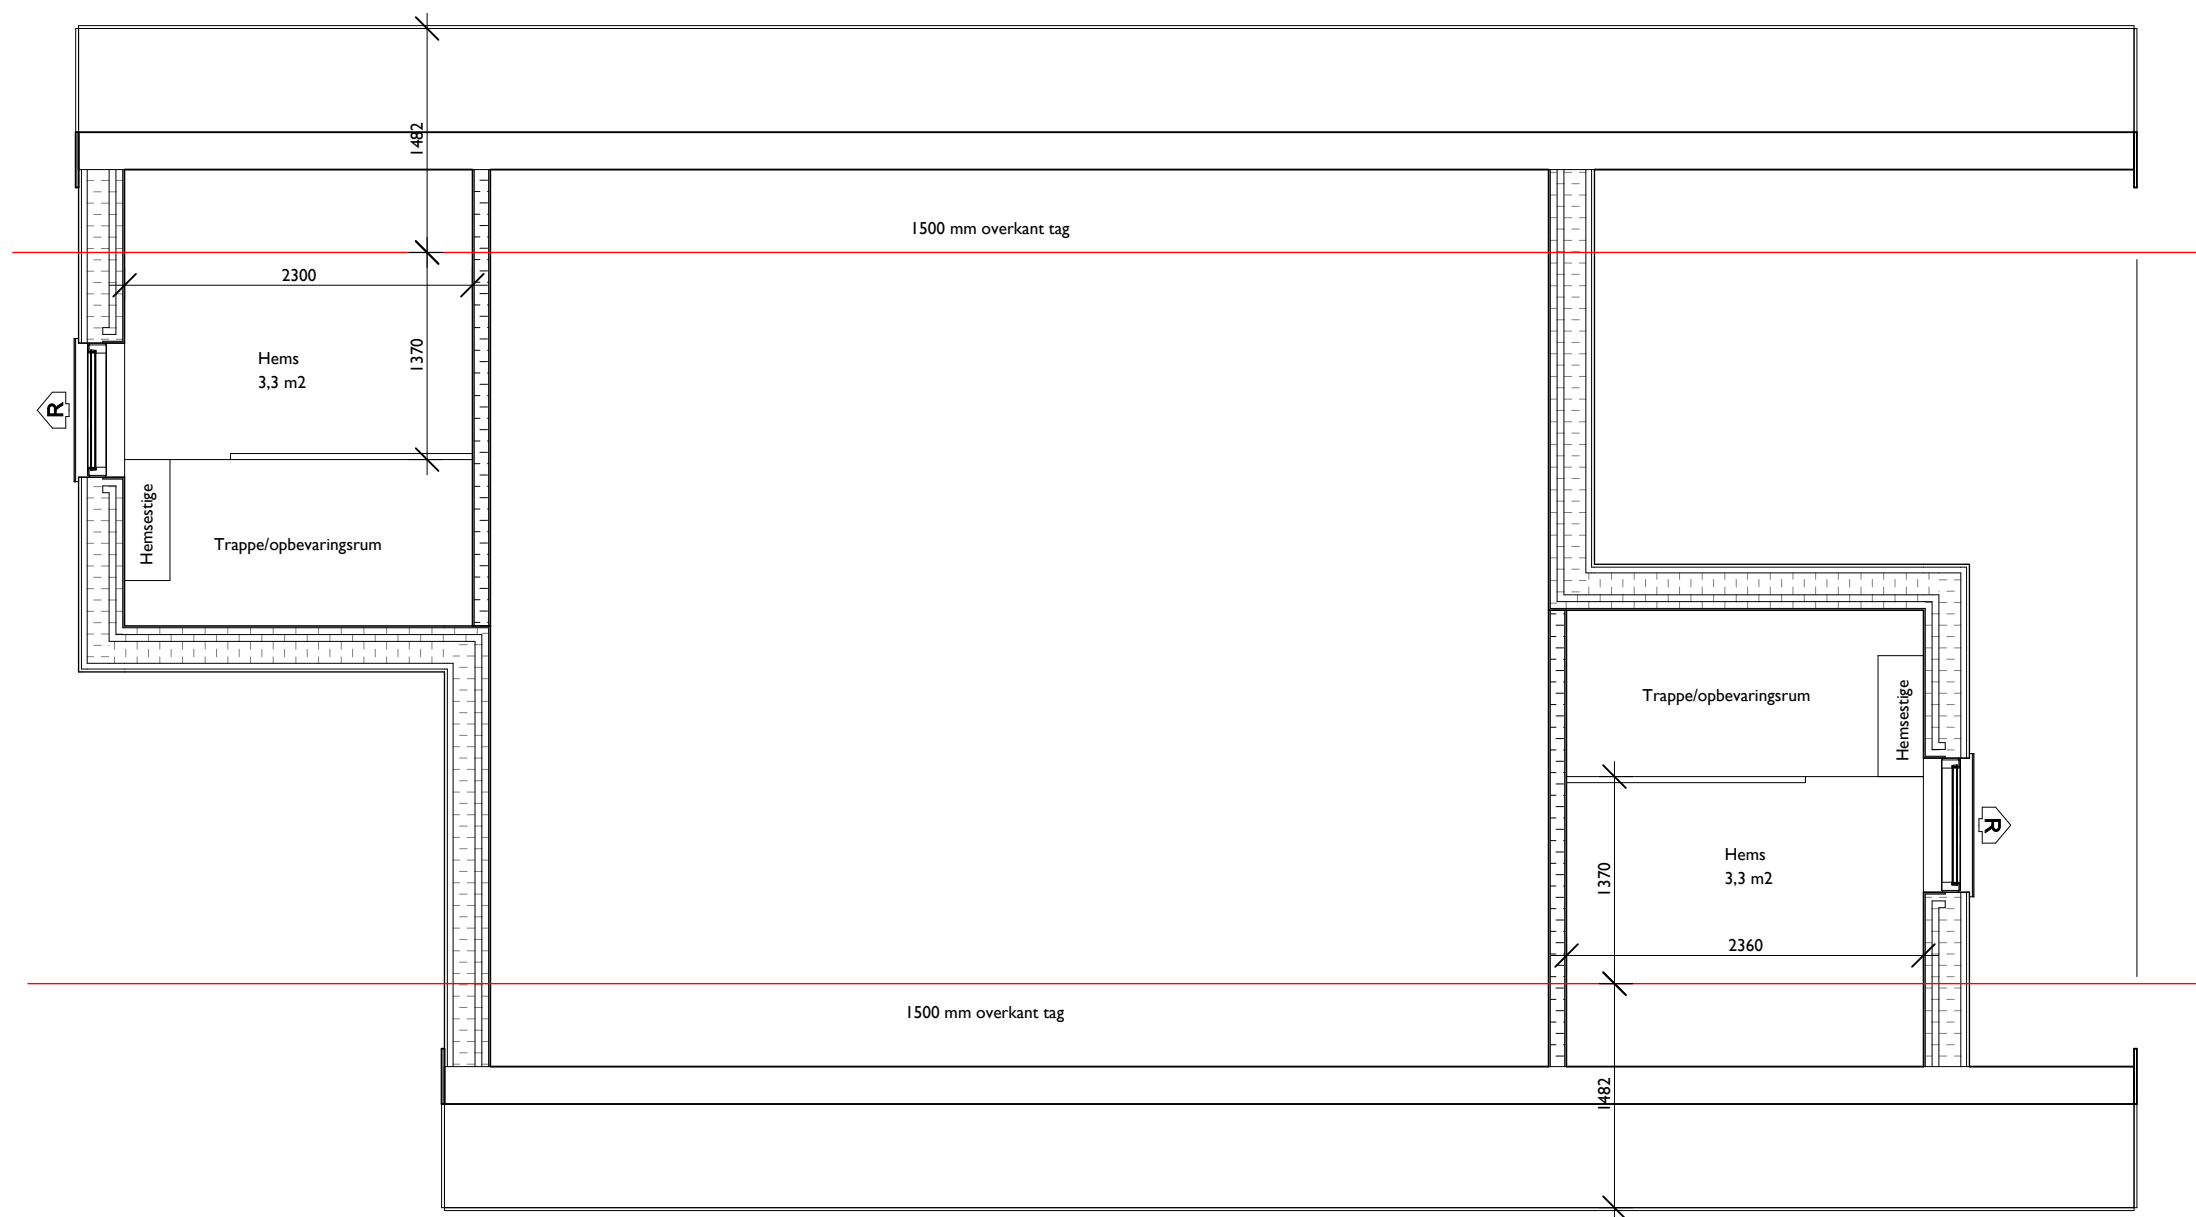 1482
1500 mm overkant tag
2300
1370
Hems
3,3 m2
R
Hemsestige
Trappe/opbevaringsrum
Trappe/opbevaringsrum
Hemsestige
R
Hems
3,3 m2
1370
2360
1500 mm overkant tag
1482